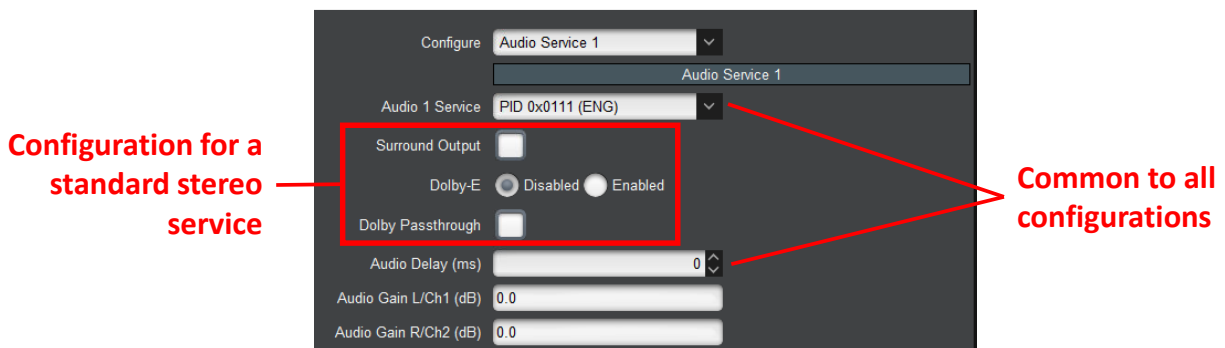 Configure Audio Service 1
Audio Service 1
Audio 1 Service PID 0x0111 (ENG)
Configuration for a
standard stereo
service
Surround Output
Dolby-E Disabled Enabled
Dolby Passthrough
Common to all
configurations
Audio Delay (ms) 0
Audio Gain L/Ch1 (dB) 0.0
Audio Gain R/Ch2 (dB) 0.0